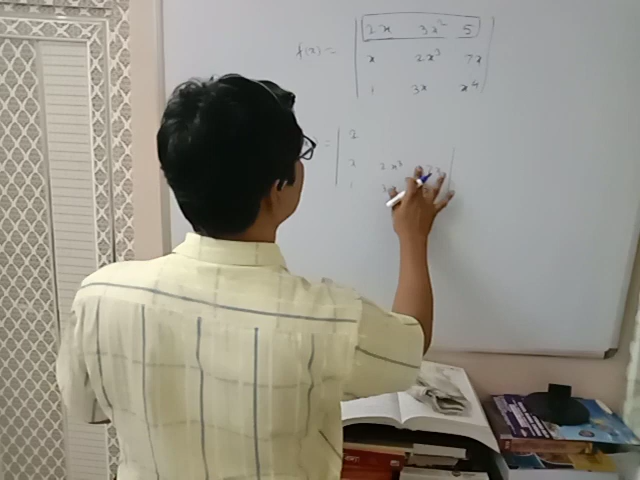 f(x) = | 2x 3x² 5 |
| x 2x³ 7x |
| 1 3x x⁴ |
= | 2
x 2x³
1